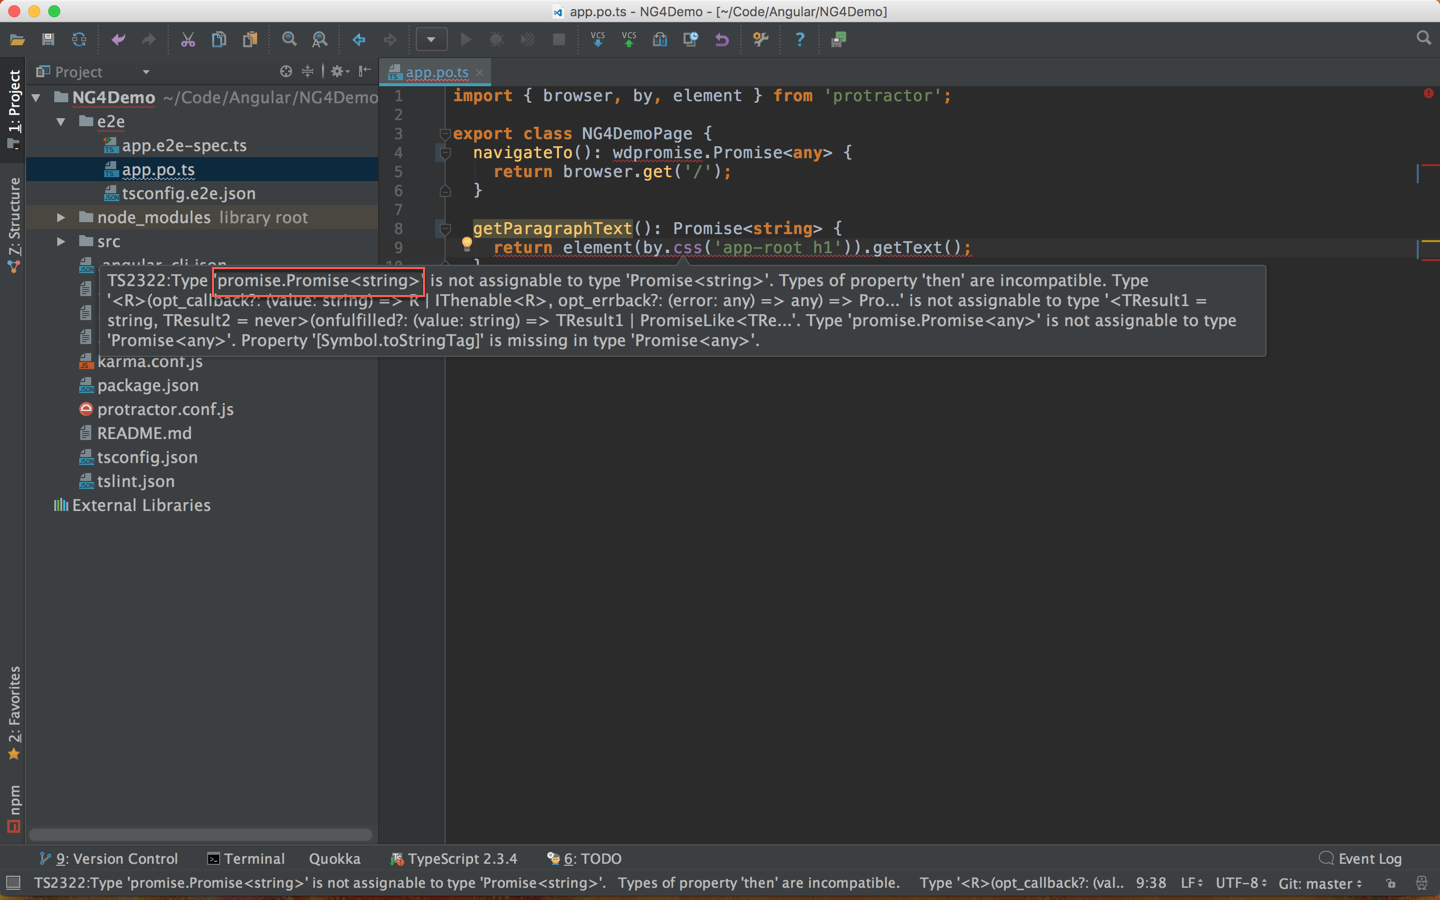 app.po.ts - NG4Demo - [~/Code/Angular/NG4Demo]
VCS VCS
Project
app.po.ts
1: Project
7: Structure
2: Favorites
npm
NG4Demo ~/Code/Angular/NG4Demo
e2e
app.e2e-spec.ts
app.po.ts
tsconfig.e2e.json
node_modules library root
src
.angular_cli.json
karma.conf.js
package.json
protractor.conf.js
README.md
tsconfig.json
tslint.json
External Libraries
1 import { browser, by, element } from 'protractor';
2
3 export class NG4DemoPage {
4 navigateTo(): wdpromise.Promise<any> {
5 return browser.get('/');
6 }
7
8 getParagraphText(): Promise<string> {
9 return element(by.css('app-root h1')).getText();
10 }
TS2322:Type 'promise.Promise<string>' is not assignable to type 'Promise<string>'. Types of property 'then' are incompatible. Type
'<R>(opt_callback?: (value: string) => R | IThenable<R>, opt_errback?: (error: any) => any) => Pro...' is not assignable to type '<TResult1 =
string, TResult2 = never>(onfulfilled?: (value: string) => TResult1 | PromiseLike<TRe...'. Type 'promise.Promise<any>' is not assignable to type
'Promise<any>'. Property '[Symbol.toStringTag]' is missing in type 'Promise<any>'.
9: Version Control Terminal Quokka TypeScript 2.3.4 6: TODO Event Log
TS2322:Type 'promise.Promise<string>' is not assignable to type 'Promise<string>'. Types of property 'then' are incompatible. Type '<R>(opt_callback?: (val.. 9:38 LF UTF-8 Git: master